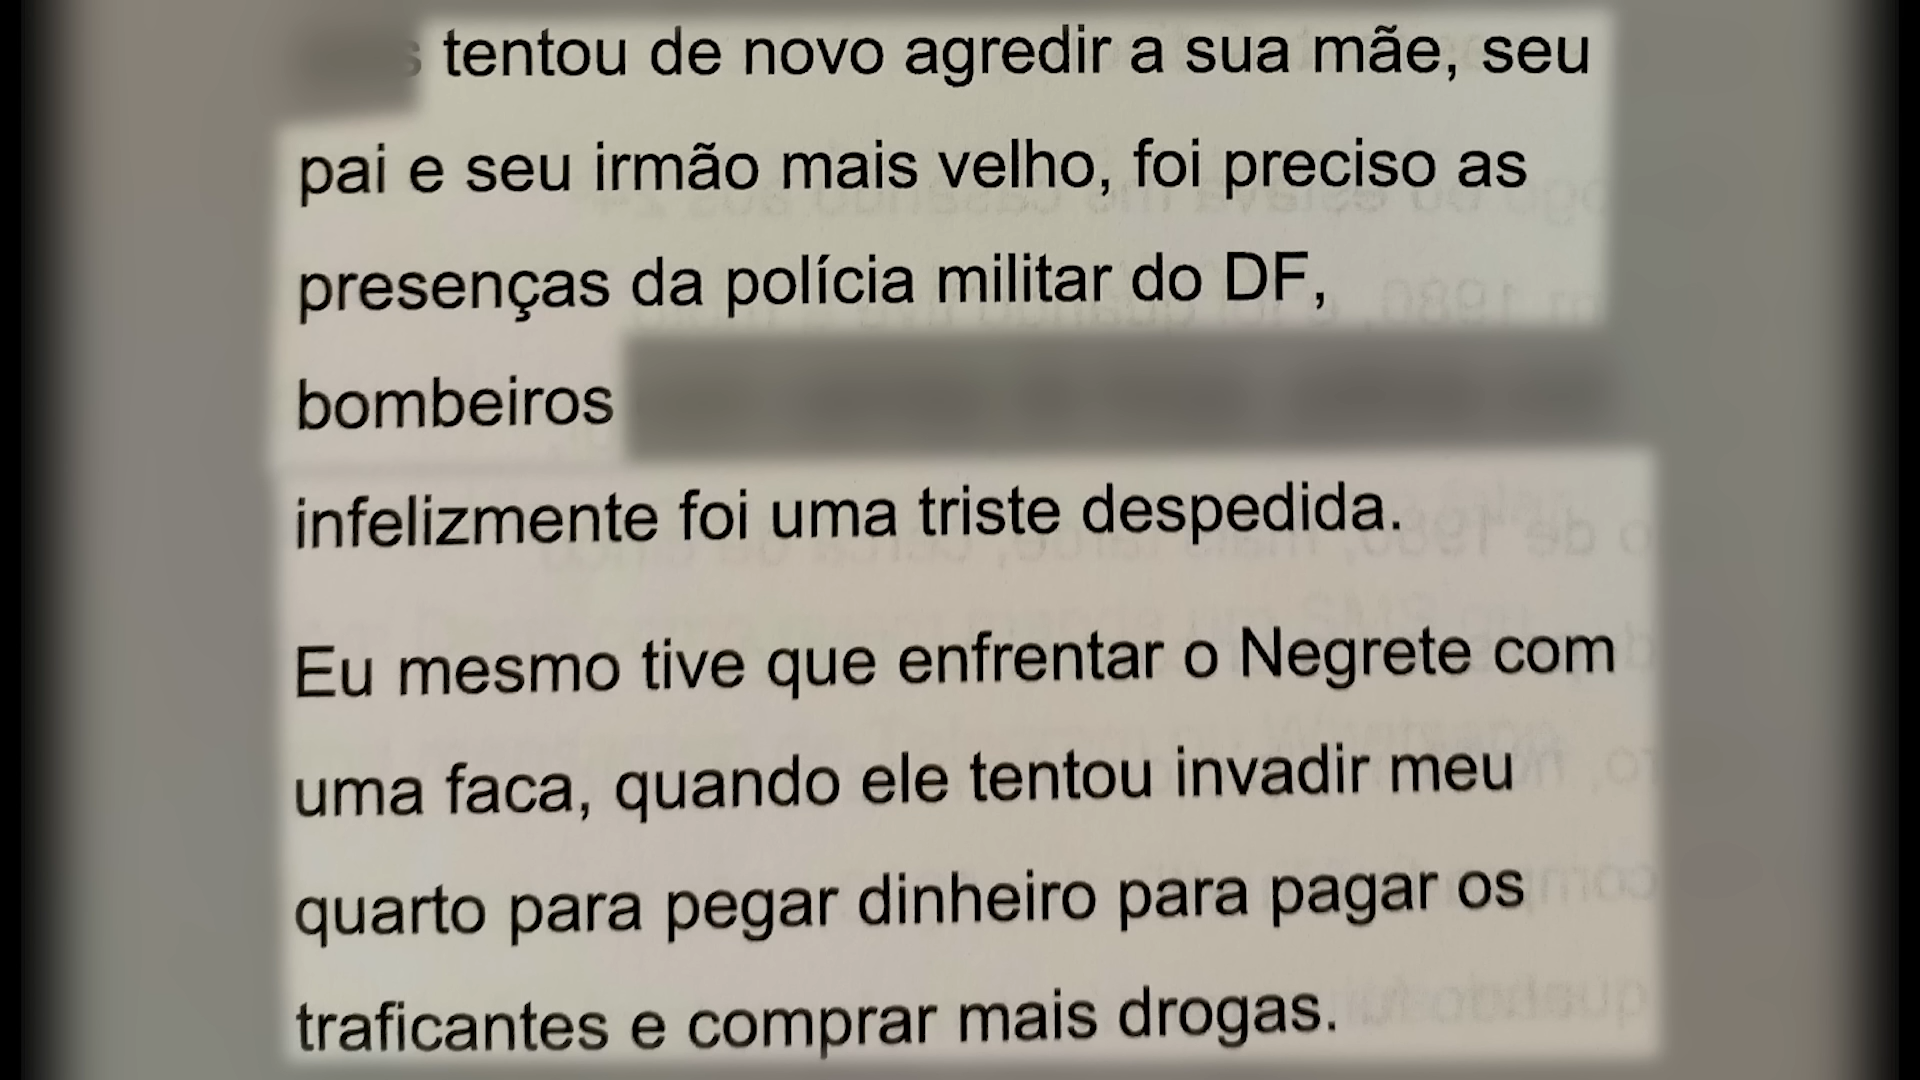 tentou de novo agredir a sua mãe, seu
pai e seu irmão mais velho, foi preciso as
presenças da polícia militar do DF,
bombeiros
infelizmente foi uma triste despedida.
Eu mesmo tive que enfrentar o Negrete com
uma faca, quando ele tentou invadir meu
quarto para pegar dinheiro para pagar os
traficantes e comprar mais drogas.